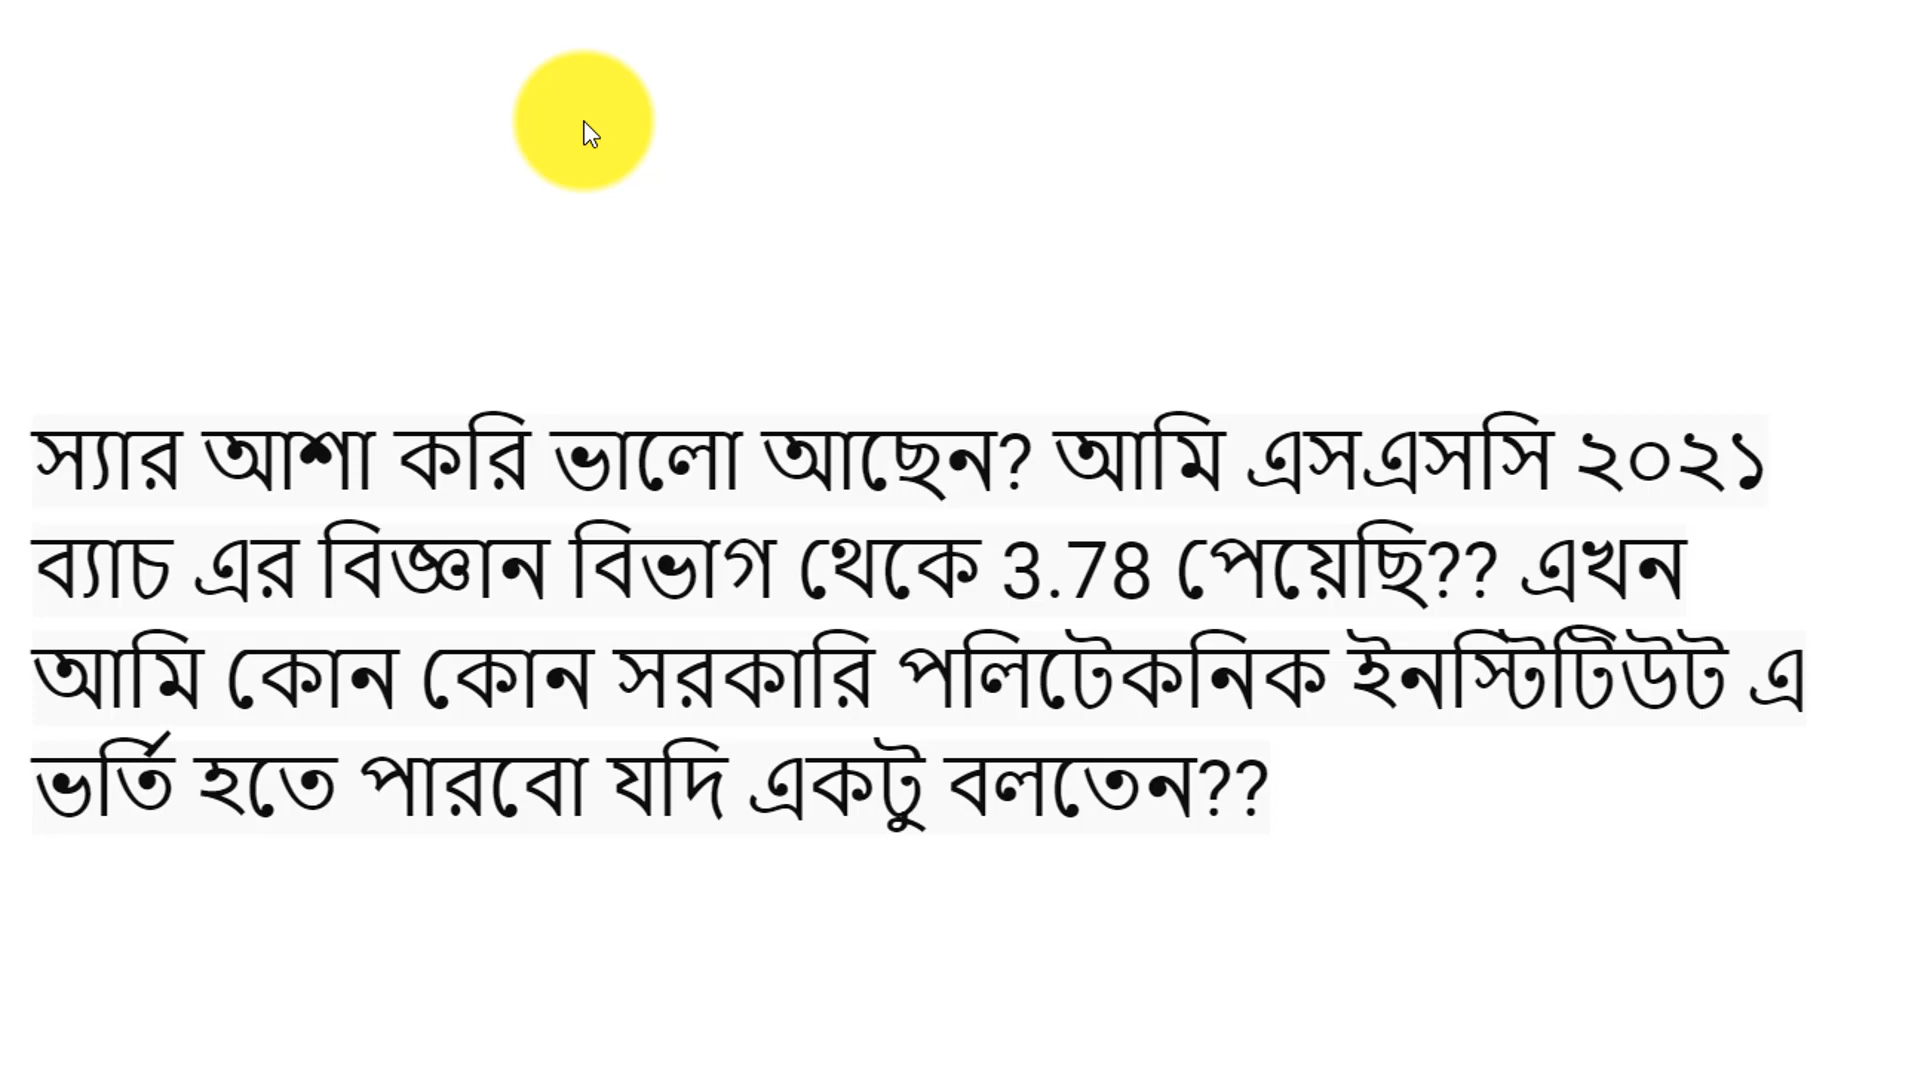 স্যার আশা করি ভালো আছেন? আমি এসএসসি ২০২১
ব্যাচ এর বিজ্ঞান বিভাগ থেকে 3.78 পেয়েছি?? এখন
আমি কোন কোন সরকারি পলিটেকনিক ইনস্টিটিউট এ
ভর্তি হতে পারবো যদি একটু বলতেন??